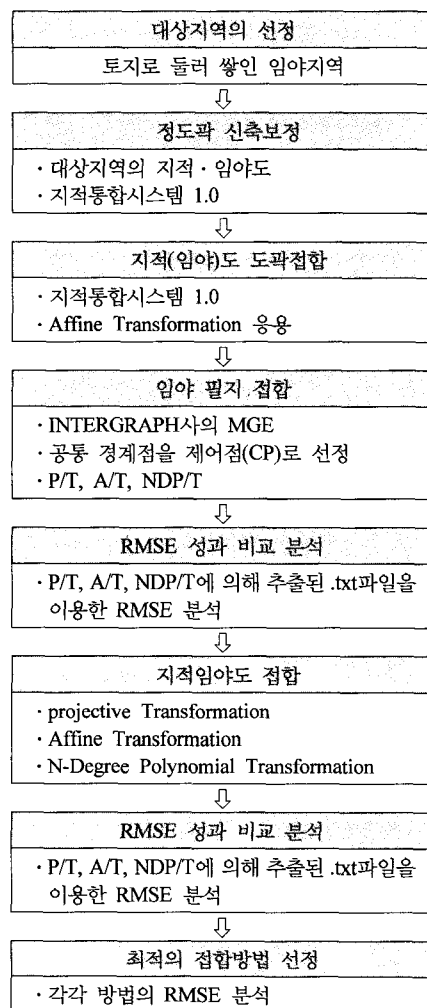 대상지역의 선정
토지로 둘러 쌓인 임야지역
⇩
정도곽 신축보정
· 대상지역의 지적 · 임야도
· 지적통합시스템 1.0
⇩
지적(임야)도 도곽접합
· 지적통합시스템 1.0
· Affine Transformation 응용
⇩
임야 필지 접합
· INTERGRAPH사의 MGE
· 공통 경계점을 제어점(CP)로 선정
· P/T, A/T, NDP/T
⇩
RMSE 성과 비교 분석
· P/T, A/T, NDP/T에 의해 추출된 .txt파일을
이용한 RMSE 분석
⇩
지적임야도 접합
· projective Transformation
· Affine Transformation
· N-Degree Polynomial Transformation
⇩
RMSE 성과 비교 분석
· P/T, A/T, NDP/T에 의해 추출된 .txt파일을
이용한 RMSE 분석
⇩
최적의 접합방법 선정
· 각각 방법의 RMSE 분석